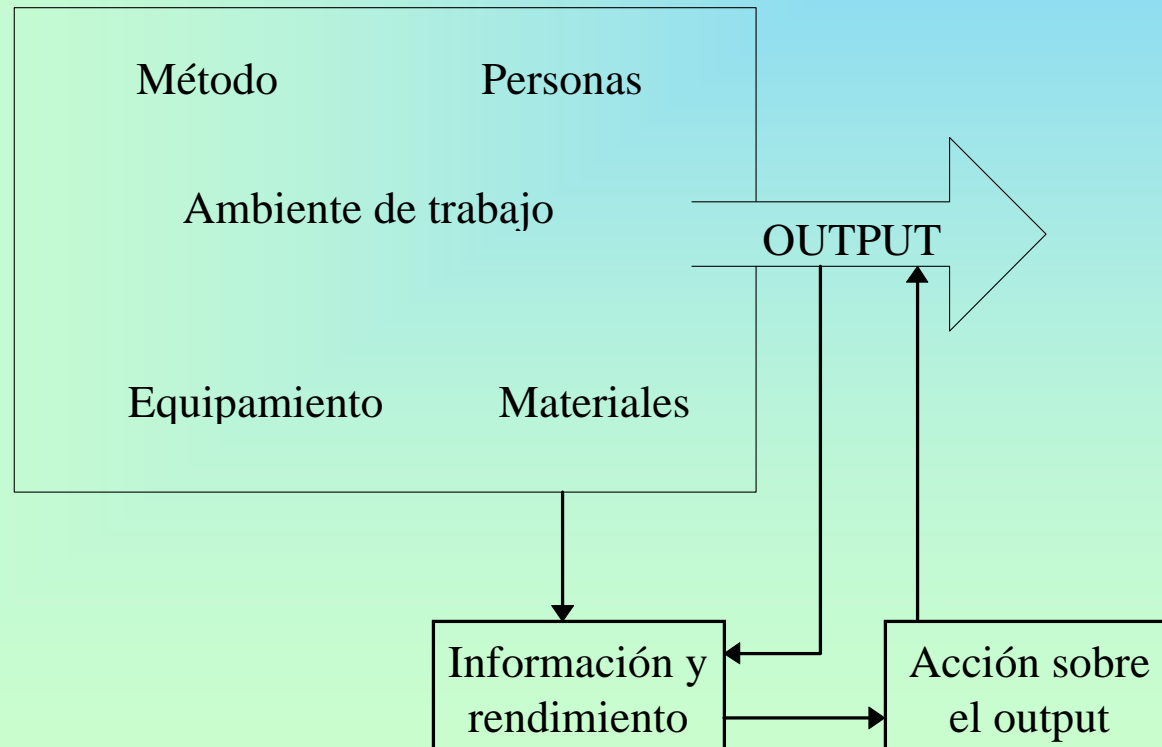 Método Personas
Ambiente de trabajo
OUTPUT
Equipamiento Materiales
Información y
rendimiento
Acción sobre
el output